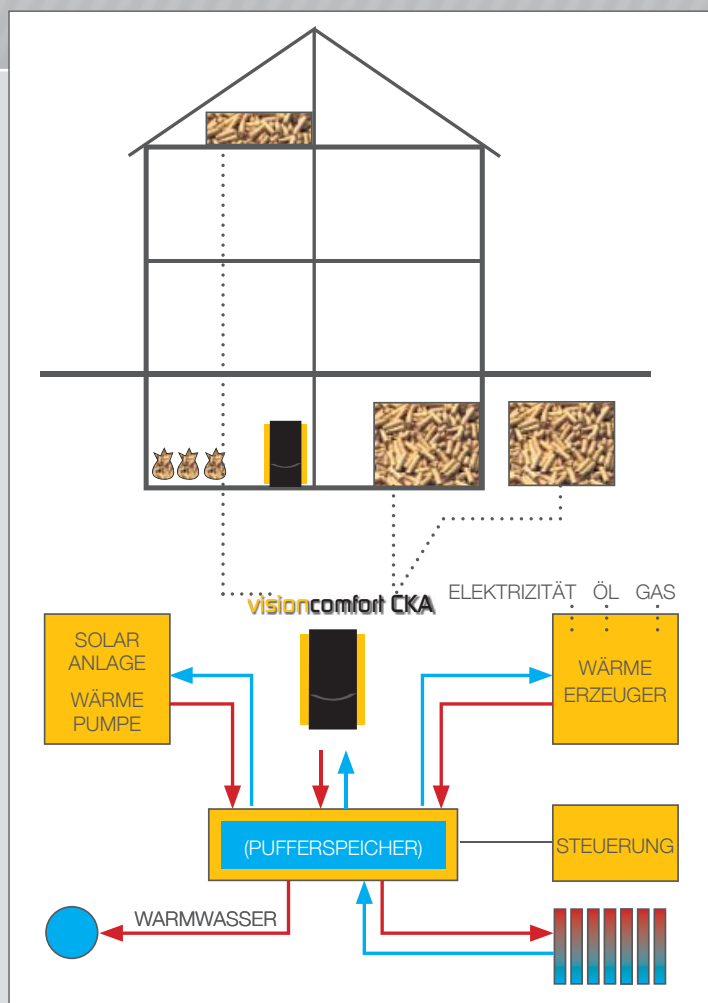 visioncomfort CKA
ELEKTRIZITÄT ÖL GAS
SOLAR
ANLAGE
WÄRME
PUMPE
WÄRME
ERZEUGER
(PUFFERSPEICHER)
STEUERUNG
WARMWASSER